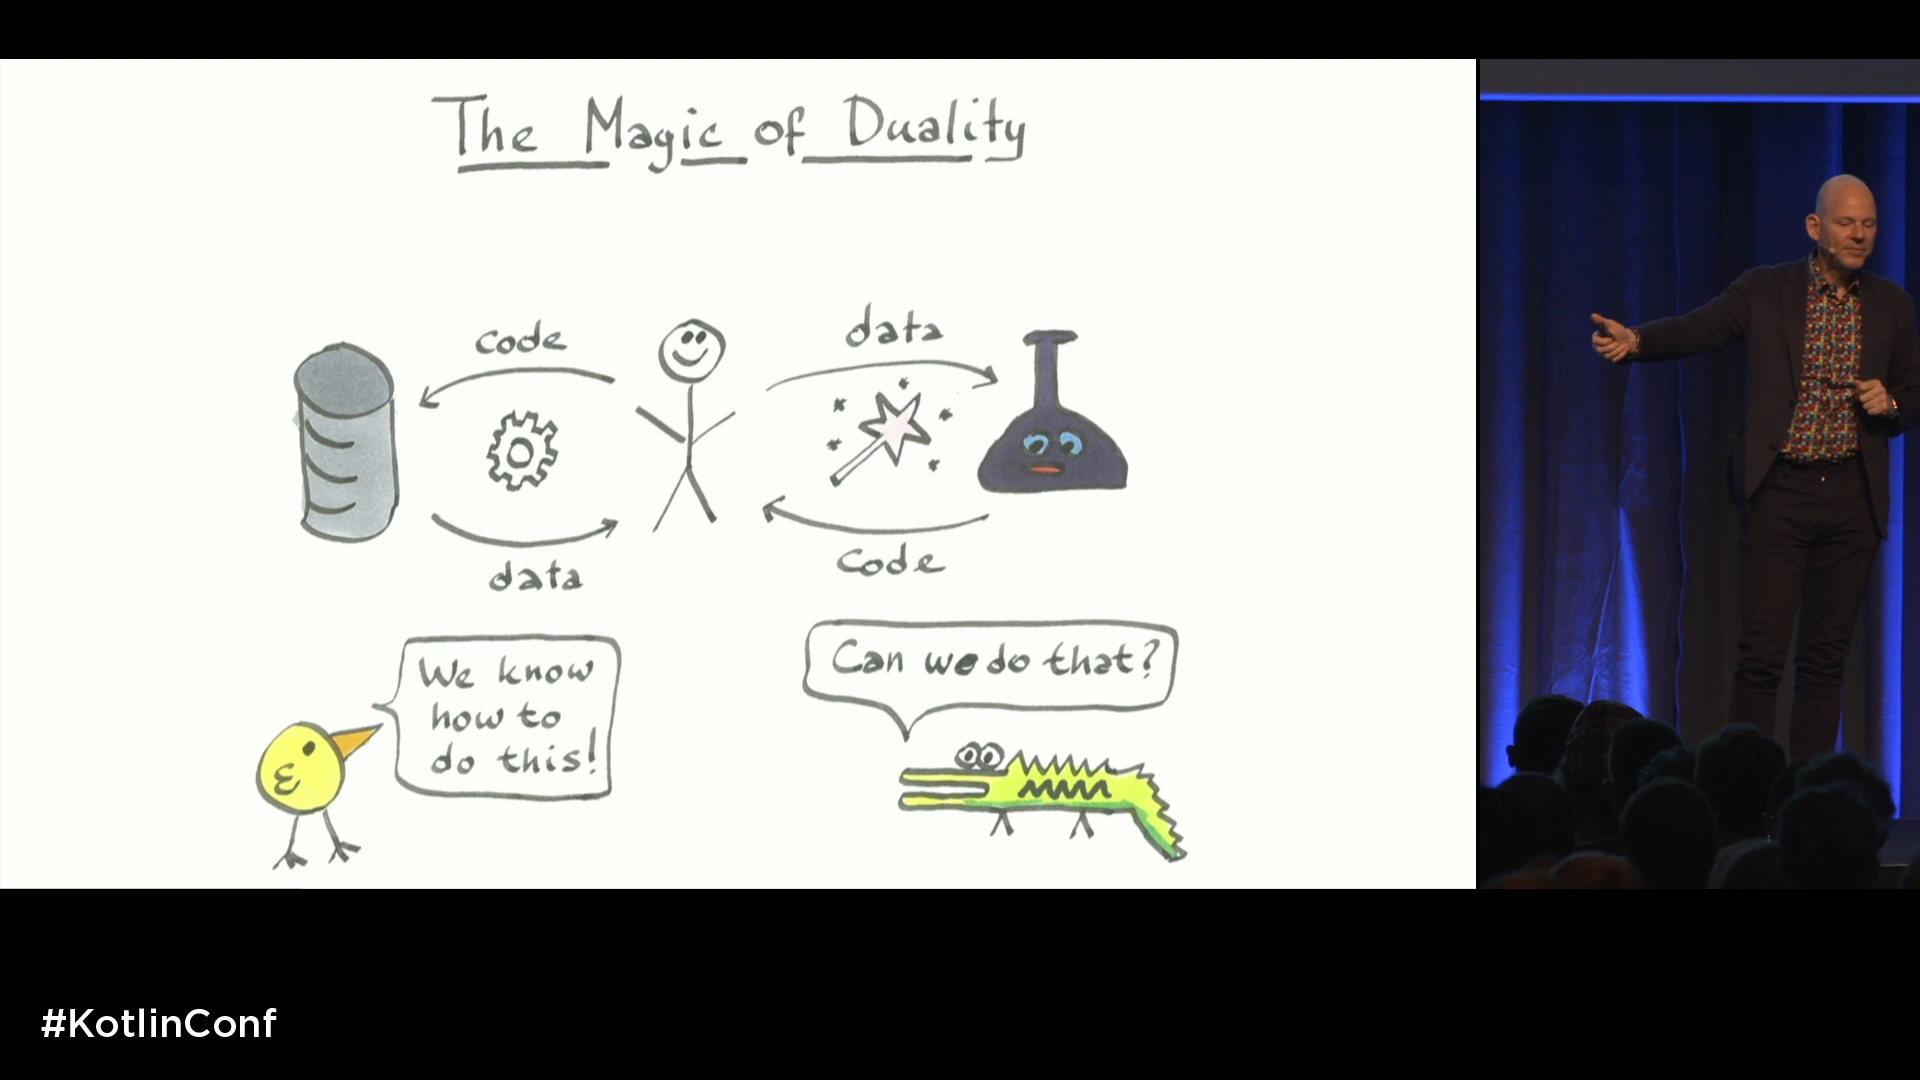 The Magic of Duality
code
data
data
code
We know
how to
do this!
Can we do that?
#KotlinConf